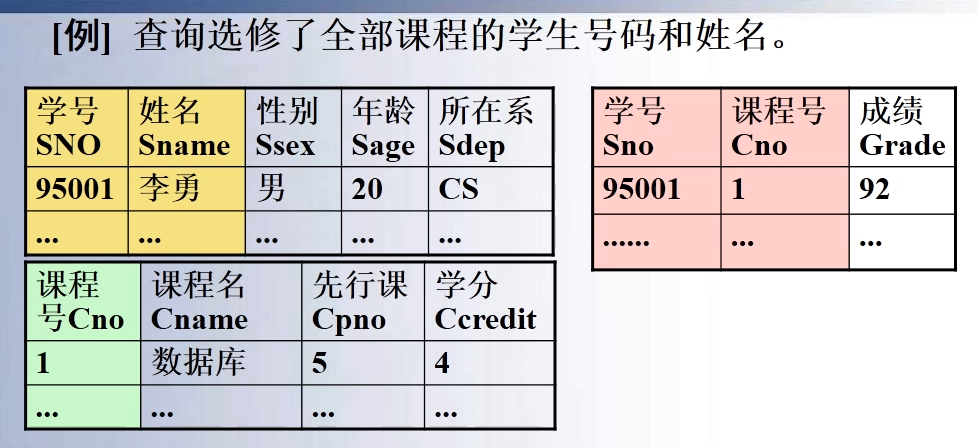 [例] 查询选修了全部课程的学生号码和姓名。
学号 姓名 性别 年龄 所在系
SNO Sname Ssex Sage Sdep
95001 李勇 男 20 CS
... ... ... ... ...
学号 课程号 成绩
Sno Cno Grade
95001 1 92
...... ... ...
课程 课程名 先行课 学分
号Cno Cname Cpno Ccredit
1 数据库 5 4
... ... ... ...